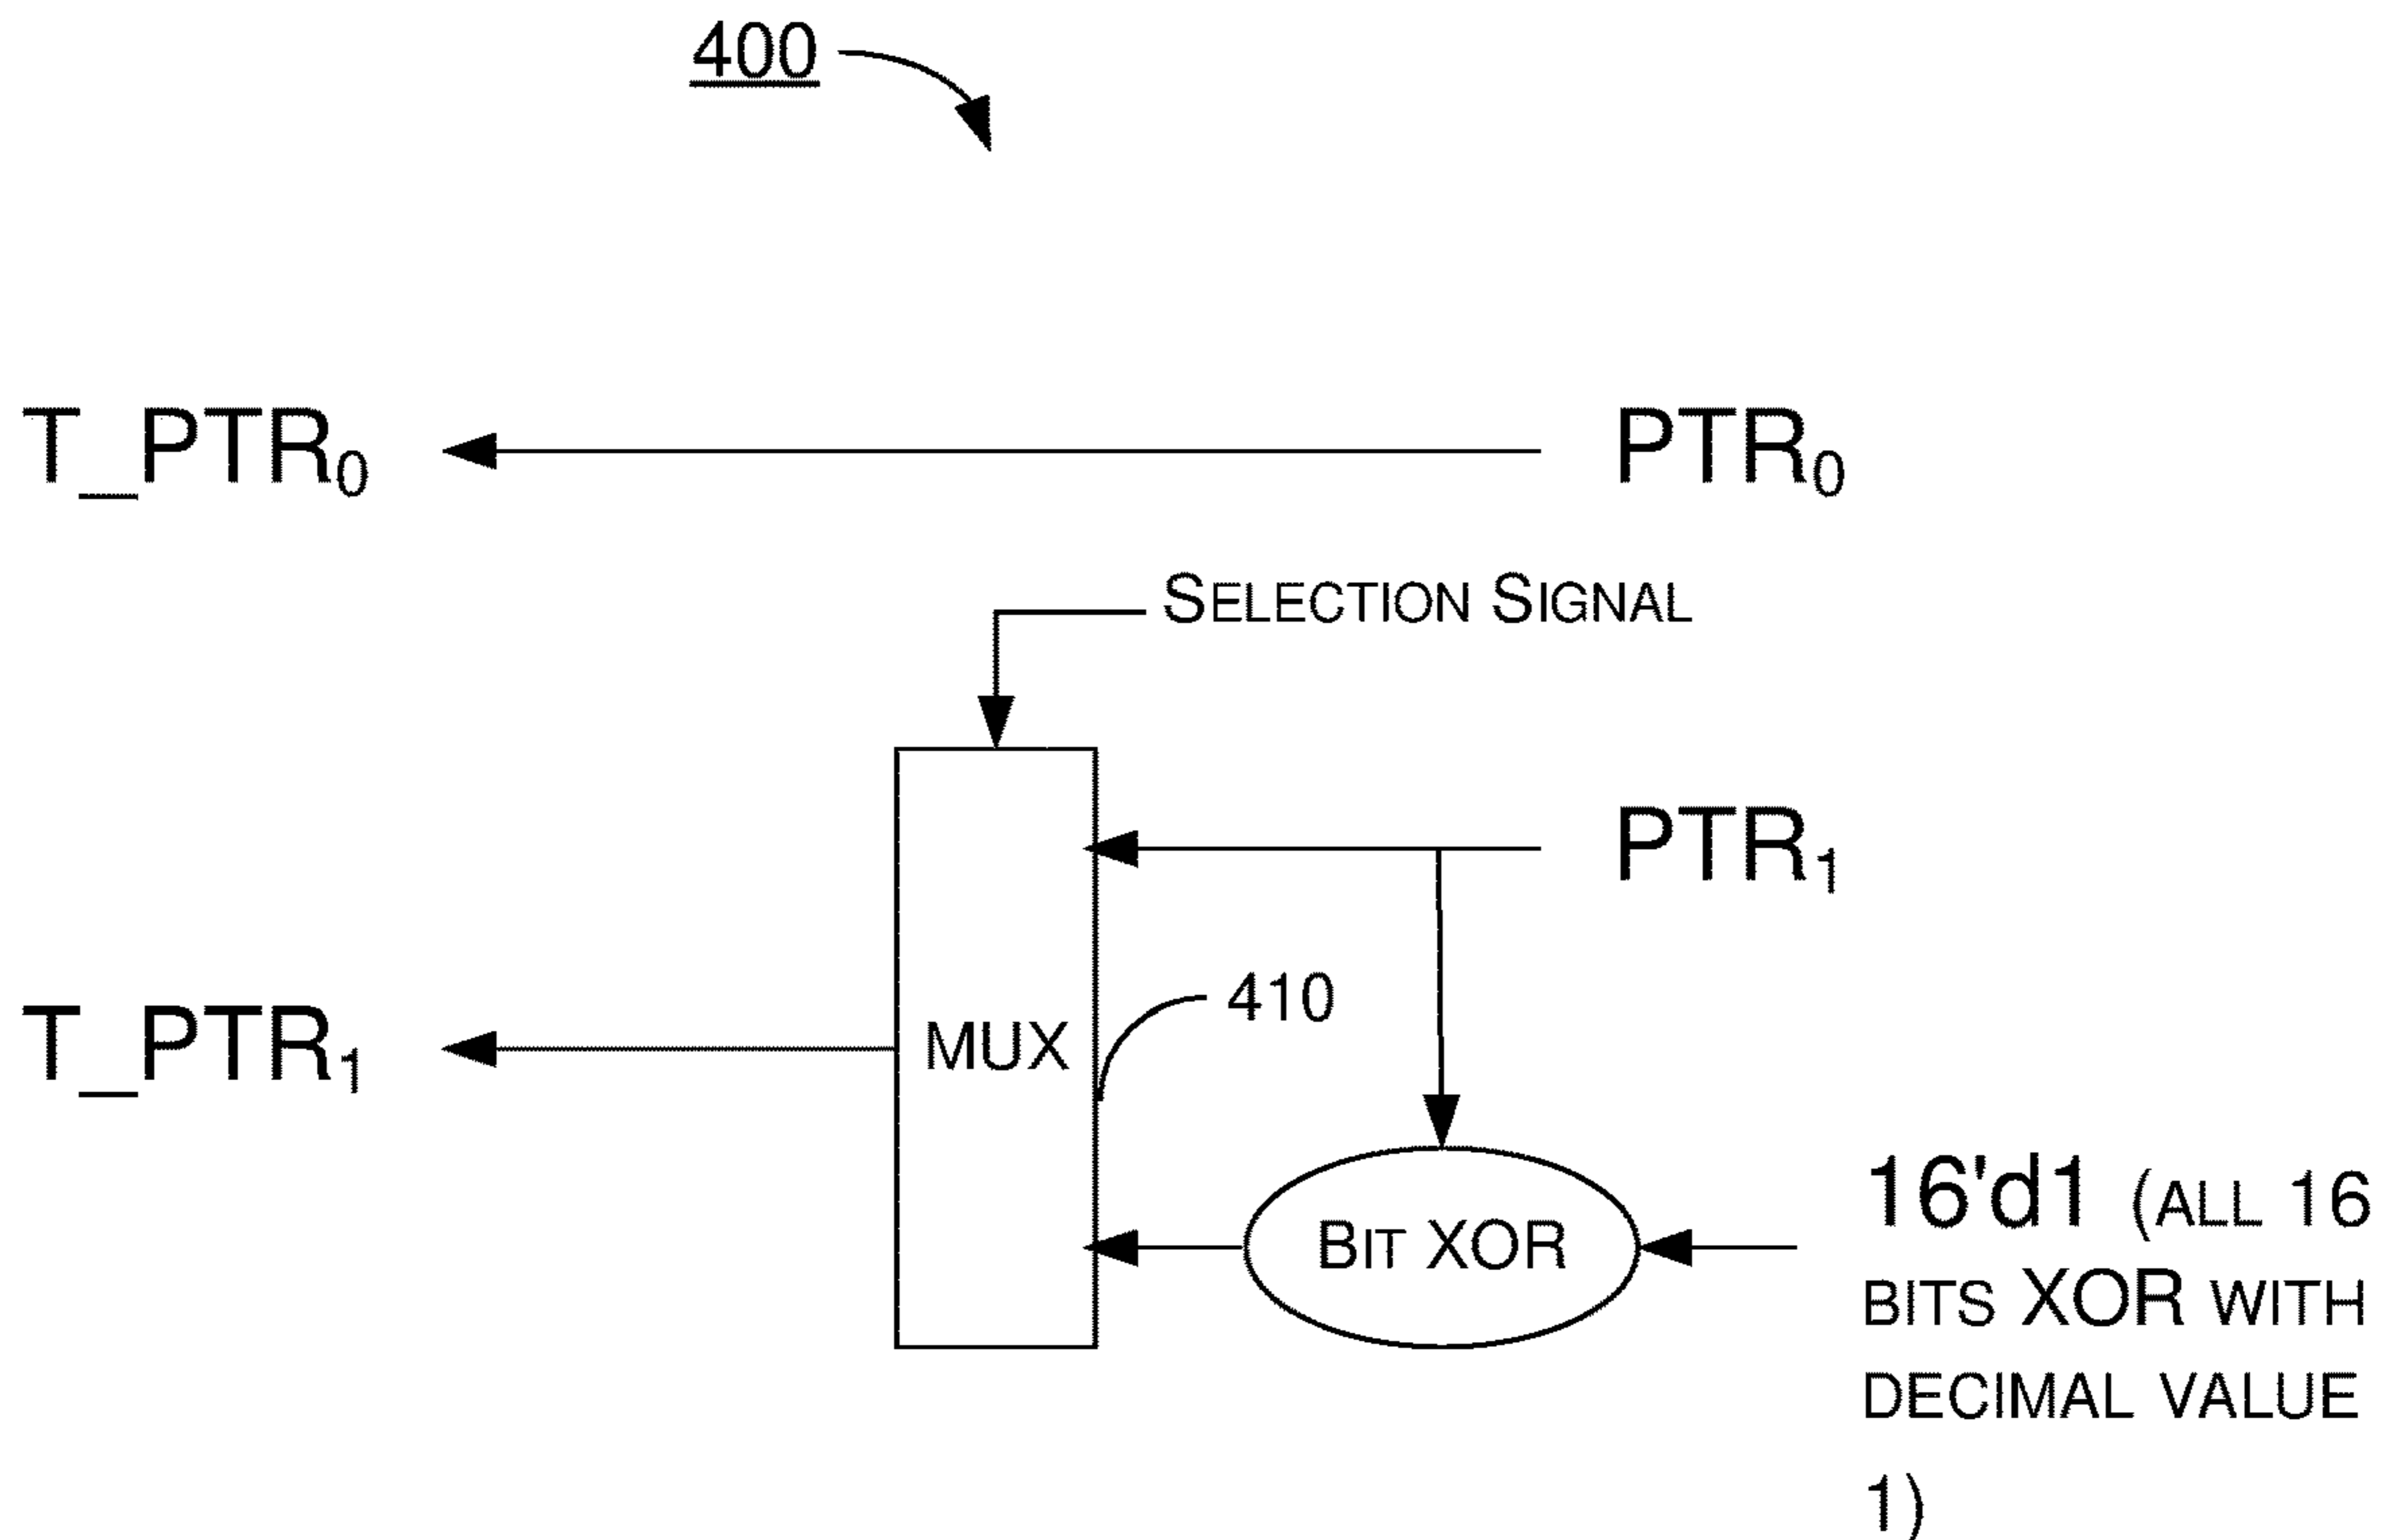 400
T_PTR₀
PTR₀
SELECTION SIGNAL
PTR₁
410
T_PTR₁
MUX
16'd1 (ALL 16
BIT XOR
BITS XOR WITH
DECIMAL VALUE
1)